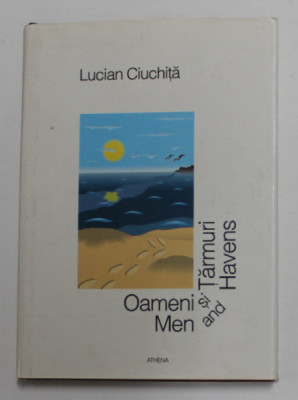 Lucian Ciuchiță
Oameni și Țărmuri
Men and Havens
ATHENA